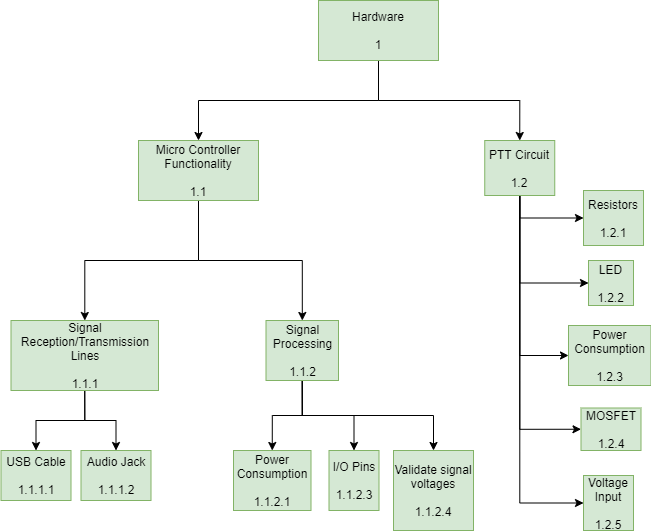 Hardware
1
Micro Controller
Functionality
1.1
PTT Circuit
1.2
Resistors
1.2.1
LED
1.2.2
Power
Consumption
1.2.3
MOSFET
1.2.4
Voltage
Input
1.2.5
Signal
Reception/Transmission
Lines
1.1.1
Signal
Processing
1.1.2
USB Cable
1.1.1.1
Audio Jack
1.1.1.2
Power
Consumption
1.1.2.1
I/O Pins
1.1.2.3
Validate signal
voltages
1.1.2.4